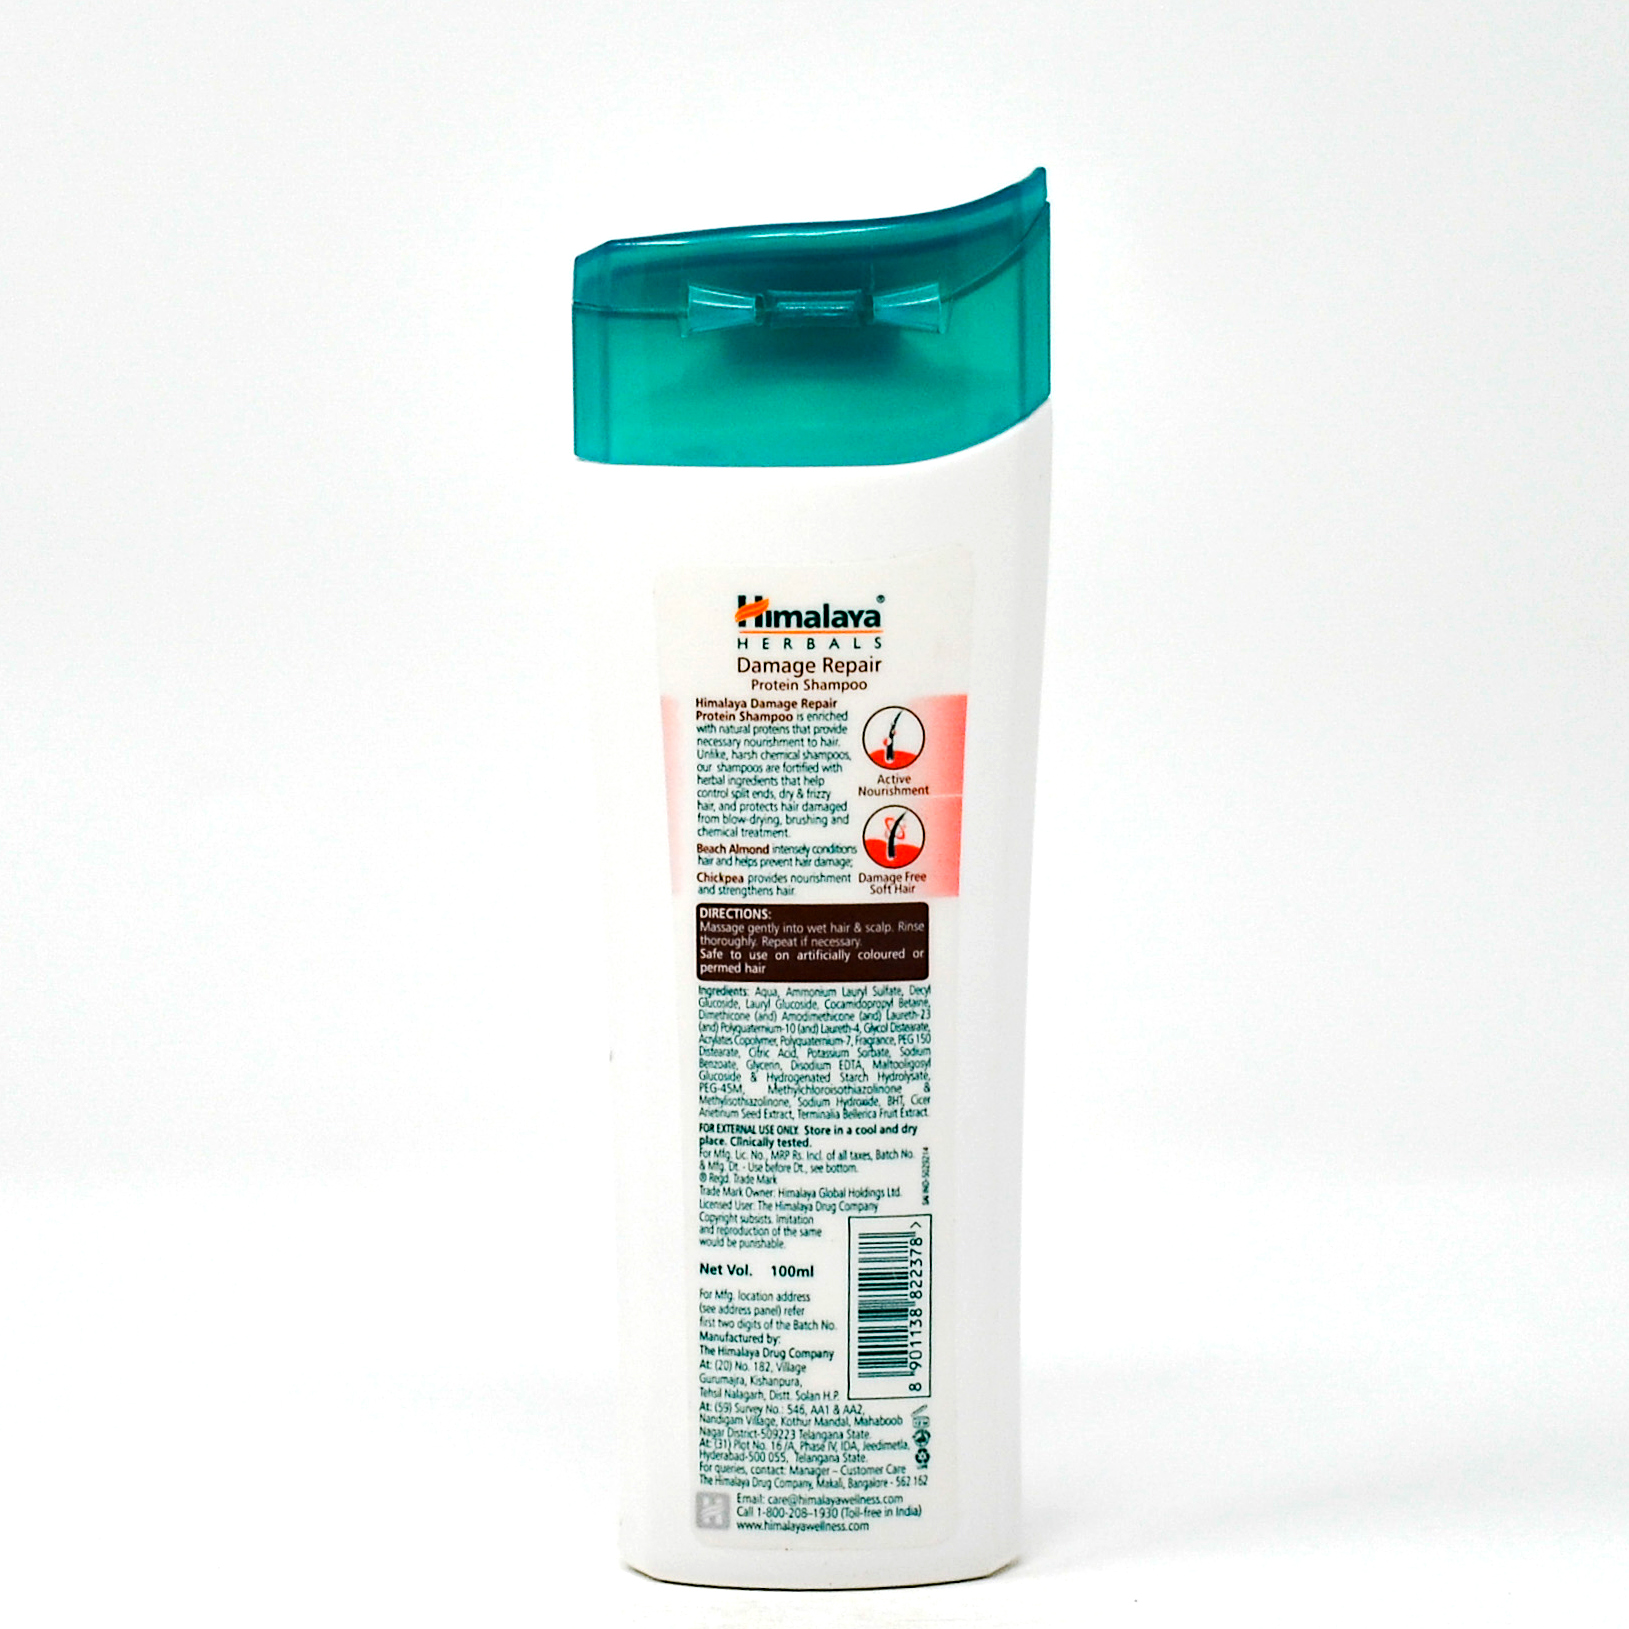 Himalaya®
HERBALS
Damage Repair
Protein Shampoo
Himalaya Damage Repair
Protein Shampoo is enriched
with natural proteins that provide
necessary nourishment to hair.
Unlike, harsh chemical shampoos,
our shampoos are fortified with
herbal ingredients that help
control split ends, dry & frizzy
hair, and protects hair damaged
from blow-drying, brushing and
chemical treatment.
Beach Almond intensely conditions
hair and helps prevent hair damage;
Chickpea provides nourishment
and strengthens hair.
Active
Nourishment
Damage Free
Soft Hair
DIRECTIONS:
Massage gently into wet hair & scalp. Rinse
thoroughly. Repeat if necessary.
Safe to use on artificially coloured or
permed hair
Ingredients: Aqua, Ammonium Lauryl Sulfate, Decyl
Glucoside, Lauryl Glucoside, Cocamidopropyl Betaine,
Dimethicone (and) Amodimethicone (and) Laureth-23
(and) Polyquaternium-10 (and) Laureth-4, Glycol Distearate,
Acrylates Copolymer, Polyquaternium-7, Fragrance, PEG 150
Distearate, Citric Acid, Potassium Sorbate, Sodium
Benzoate, Glycerin, Disodium EDTA, Maltooligosyl
Glucoside & Hydrogenated Starch Hydrolysate,
PEG-45M, Methylchloroisothiazolinone &
Methylisothiazolinone, Sodium Hydroxide, BHT, Cicer
Arietinum Seed Extract, Terminalia Bellerica Fruit Extract.
FOR EXTERNAL USE ONLY. Store in a cool and dry
place. Clinically tested.
For Mfg. Lic. No., MRP Rs. Incl. of all taxes, Batch No.
& Mfg. Dt. - Use before Dt., see bottom.
® Regd. Trade Mark
Trade Mark Owner: Himalaya Global Holdings Ltd.
Licensed User: The Himalaya Drug Company
Copyright subsists. Imitation
and reproduction of the same
would be punishable.
Net Vol. 100ml
8 901138 822378 >
For Mfg. location address
(see address panel) refer
first two digits of the Batch No.
Manufactured by:
The Himalaya Drug Company
At: (20) No. 182, Village
Gurumajra, Kishanpura,
Tehsil Nalagarh, Distt. Solan H.P.
At: (59) Survey No.: 546, AA1 & AA2,
Nandigam Village, Kothur Mandal, Mahaboob
Nagar District-509223 Telangana State.
At: (31) Plot No. 16/A, Phase IV, IDA, Jeedimetla,
Hyderabad-500 055, Telangana State.
For queries, contact: Manager – Customer Care
The Himalaya Drug Company, Makali, Bangalore - 562 162
Email: care@himalayawellness.com
Call 1-800-208-1930 (Toll-free in India)
www.himalayawellness.com